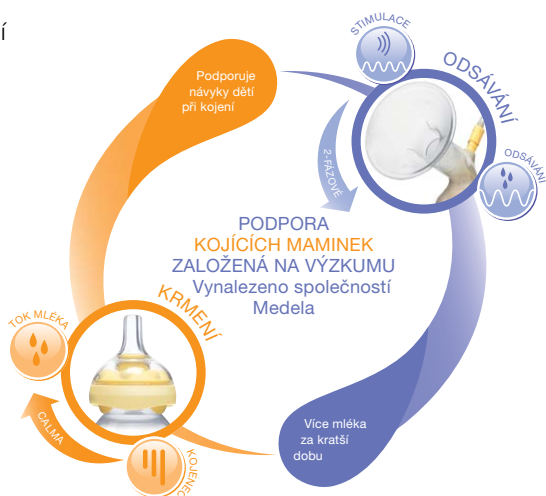 í
STIMULACE
ODSÁVÁNÍ
Podporuje
návyky dětí
při kojení
2-FÁZOVÉ
ODSÁVÁNÍ
PODPORA
KOJÍCÍCH MAMINEK
ZALOŽENÁ NA VÝZKUMU
Vynalezeno společností
Medela
KRMENÍ
TOK MLÉKA
CALMA
KOJENEC
Více mléka
za kratší
dobu